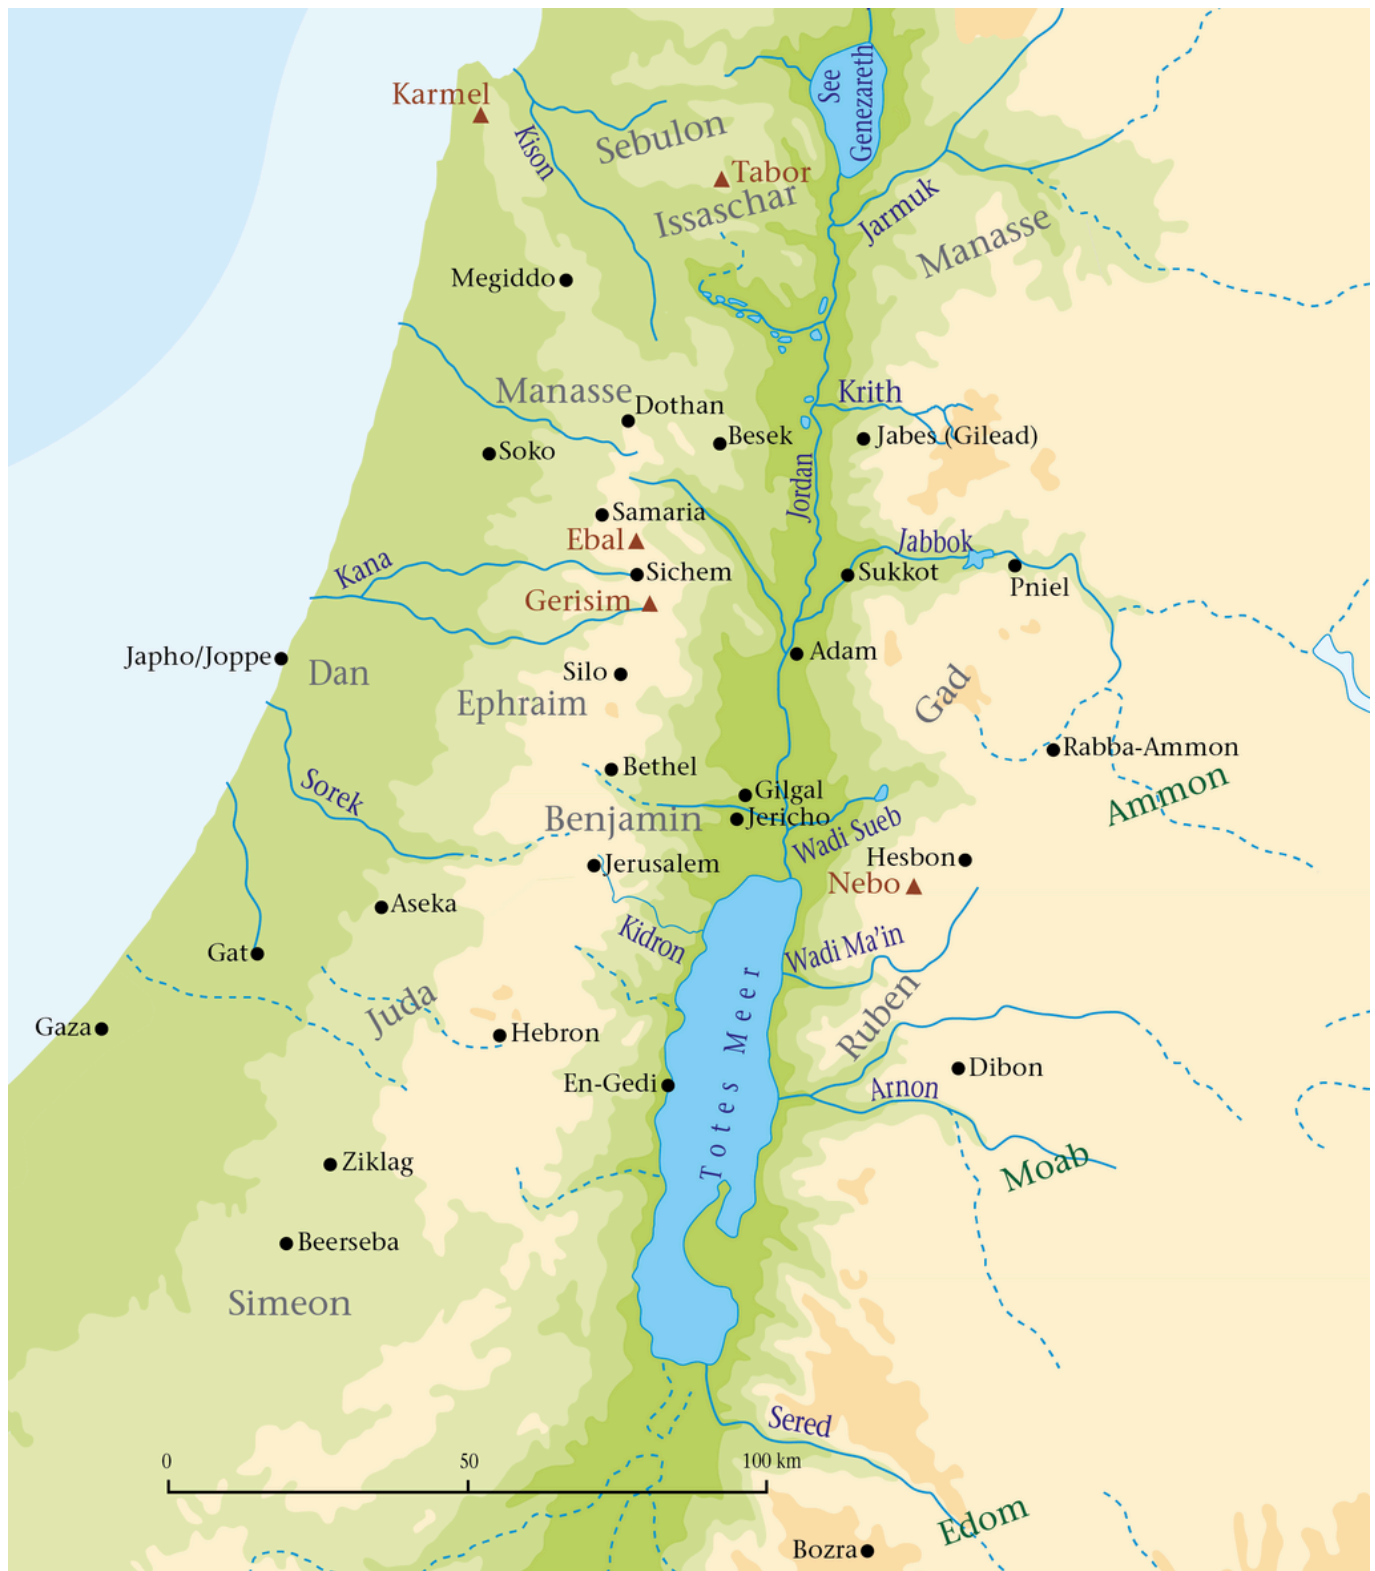 See
Genezareth
Karmel
Kison
Sebulon
Tabor
Issaschar
Jarmuk
Manasse
Megiddo
Manasse
Krith
Dothan
Besek
Jabes (Gilead)
Soko
Jordan
Samaria
Ebal
Jabbok
Kana
Sichem
Sukkot
Pniel
Gerisim
Japho/Joppe
Dan
Silo
Adam
Ephraim
Gad
Rabba-Ammon
Bethel
Sorek
Gilgal
Ammon
Benjamin
Jericho
Wadi Sueb
Jerusalem
Hesbon
Nebo
Aseka
Kidron
Wadi Ma'in
Gat
Juda
Totes Meer
Ruben
Gaza
Hebron
Dibon
En-Gedi
Arnon
Ziklag
Moab
Beerseba
Simeon
Sered
0 50 100 km
Edom
Bozra